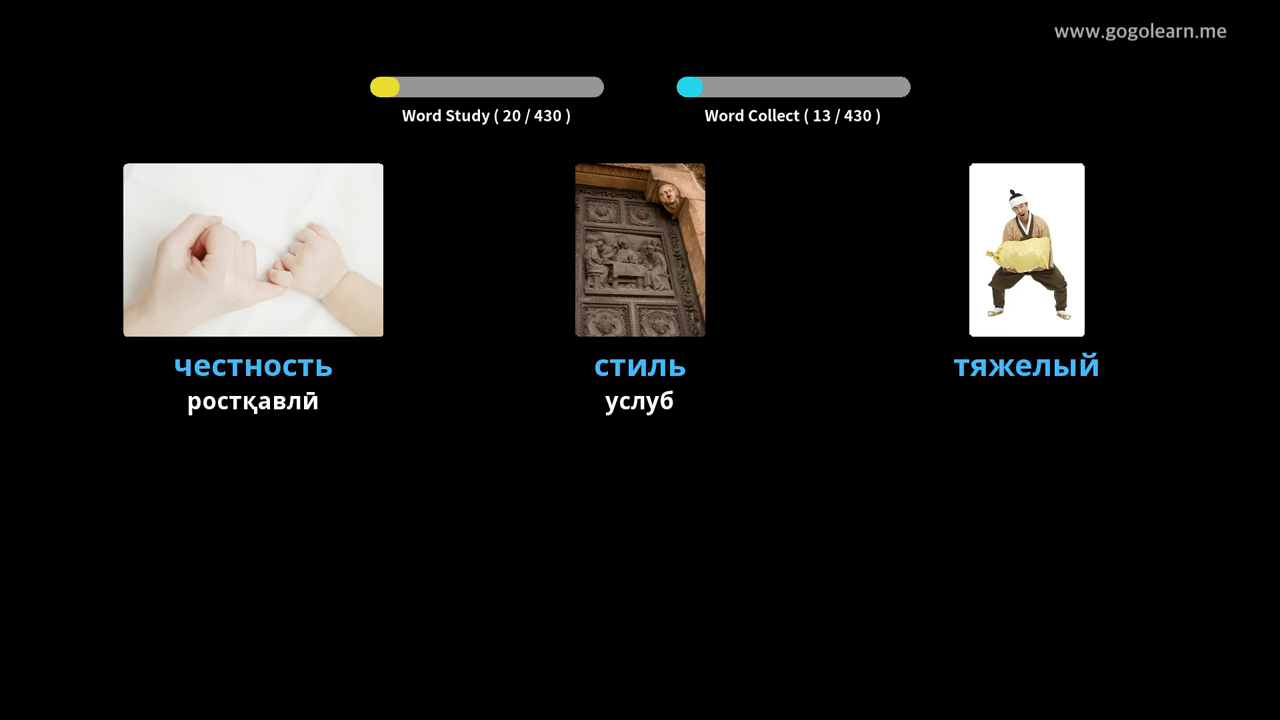 www.gogolearn.me
Word Study ( 20 / 430 )
Word Collect ( 13 / 430 )
честность
ростқавлӣ
стиль
услуб
тяжелый